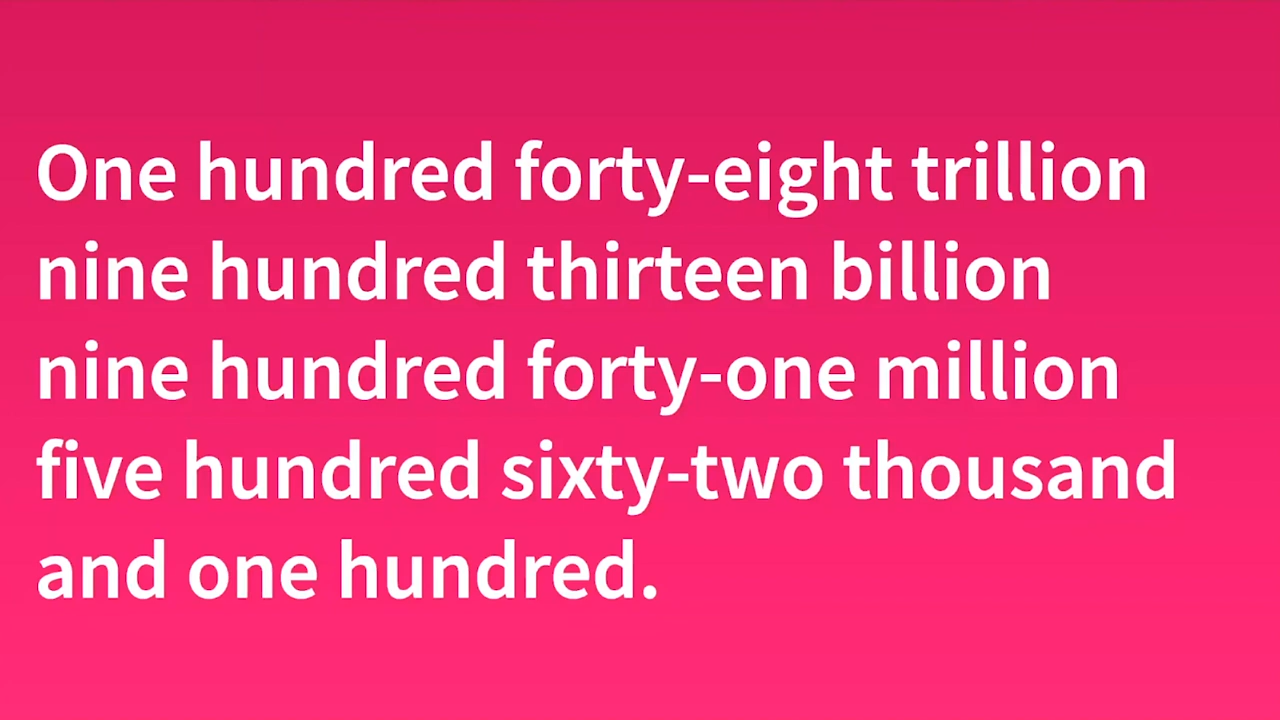 One hundred forty-eight trillion
nine hundred thirteen billion
nine hundred forty-one million
five hundred sixty-two thousand
and one hundred.